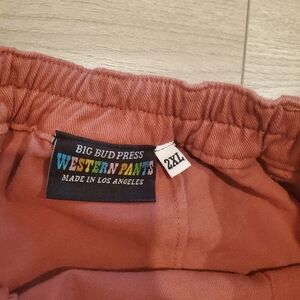 BIG BUD PRESS
WESTERN PANTS
MADE IN LOS ANGELES
2XL